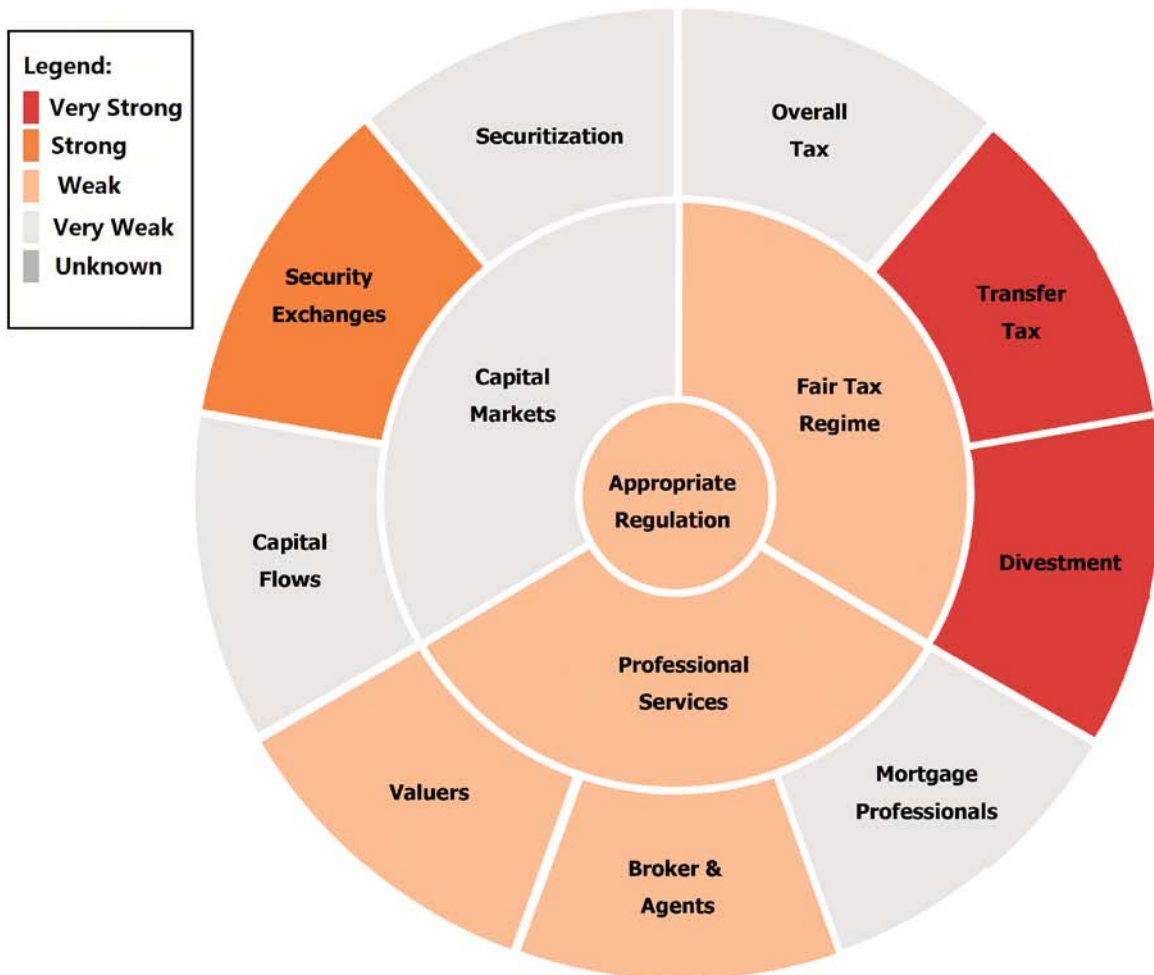 Legend:
Very Strong
Strong
Weak
Very Weak
Unknown
Securitization
Overall
Tax
Security
Exchanges
Transfer
Tax
Capital
Markets
Fair Tax
Regime
Appropriate
Regulation
Capital
Flows
Divestment
Professional
Services
Valuers
Mortgage
Professionals
Broker &
Agents